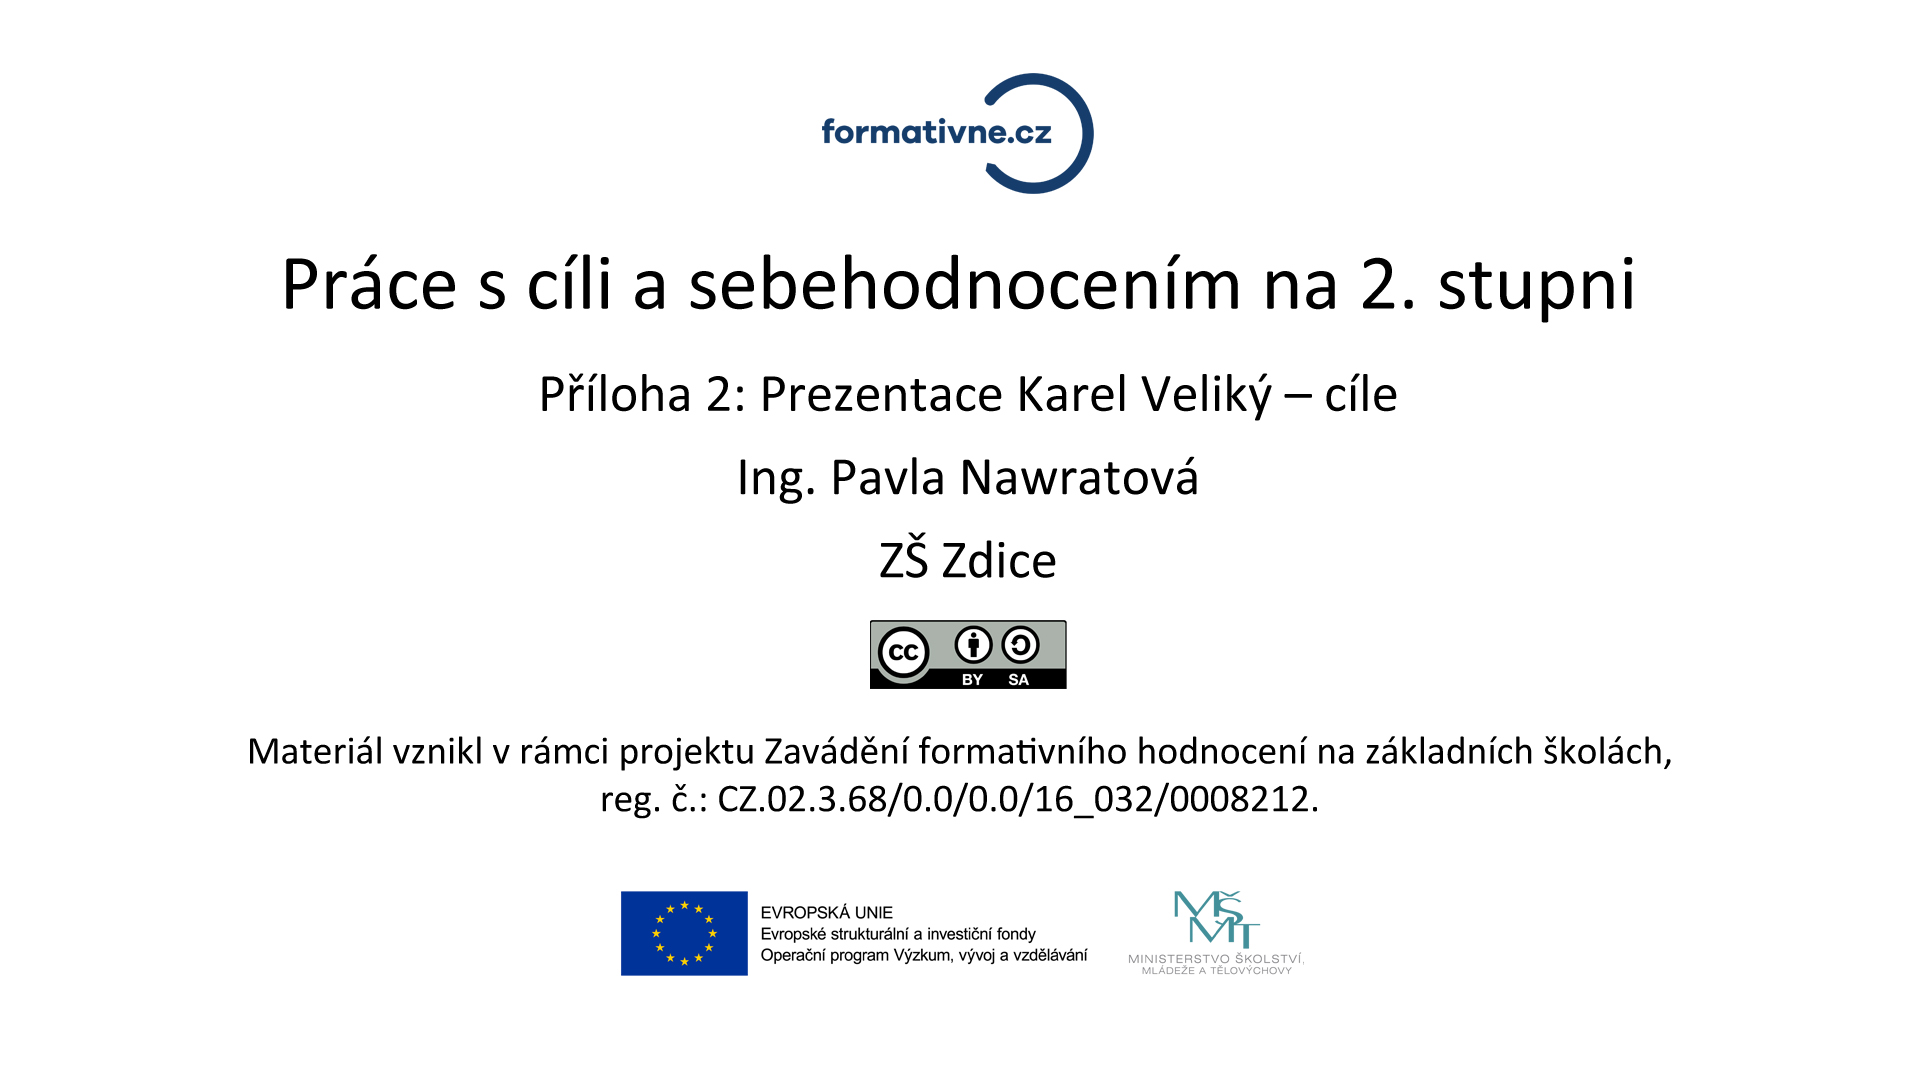 formativne.cz
Práce s cíli a sebehodnocením na 2. stupni
Příloha 2: Prezentace Karel Veliký – cíle
Ing. Pavla Nawratová
ZŠ Zdice
cc
BY SA
Materiál vznikl v rámci projektu Zavádění formativního hodnocení na základních školách,
reg. č.: CZ.02.3.68/0.0/0.0/16_032/0008212.
EVROPSKÁ UNIE
Evropské strukturální a investiční fondy
Operační program Výzkum, vývoj a vzdělávání
MŠMT
MINISTERSTVO ŠKOLSTVÍ,
MLÁDEŽE A TĚLOVÝCHOVY